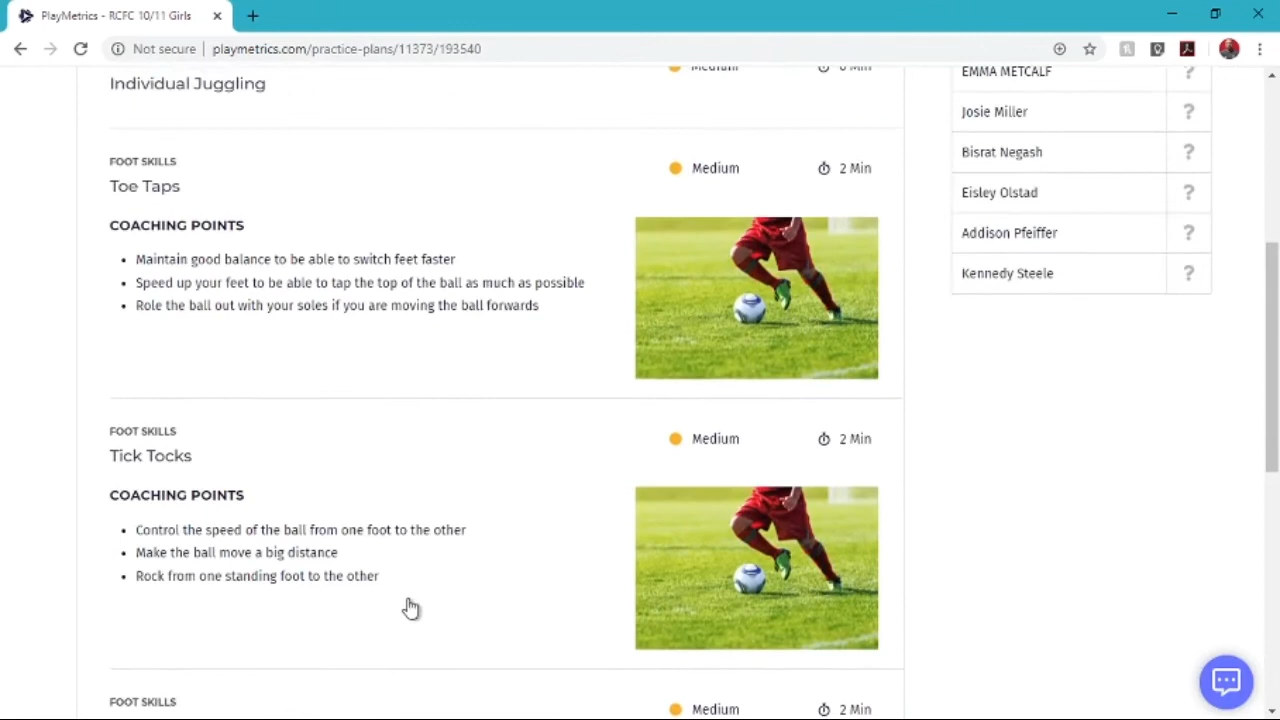 PlayMetrics - RCFC 10/11 Girls
Not secure
playmetrics.com/practice-plans/11373/193540
Medium
Individual Juggling
FOOT SKILLS
Medium
2 Min
Toe Taps
COACHING POINTS
Maintain good balance to be able to switch feet faster
Speed up your feet to be able to tap the top of the ball as much as possible
Role the ball out with your soles if you are moving the ball forwards
FOOT SKILLS
Medium
2 Min
Tick Tocks
COACHING POINTS
Control the speed of the ball from one foot to the other
Make the ball move a big distance
Rock from one standing foot to the other
FOOT SKILLS
Medium
2 Min
EMMA METCALF
?
Josie Miller
?
Bisrat Negash
?
Eisley Olstad
?
Addison Pfeiffer
?
Kennedy Steele
?